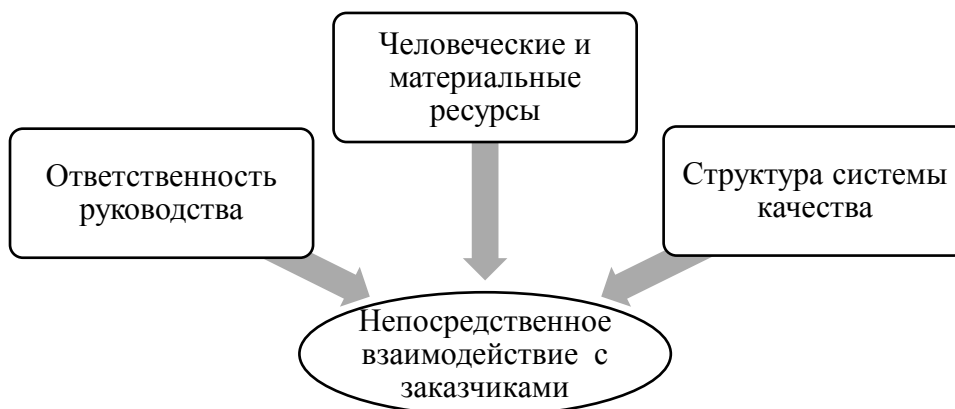 Человеческие и
материальные
ресурсы
Ответственность
руководства
Структура системы
качества
Непосредственное
взаимодействие с
заказчиками